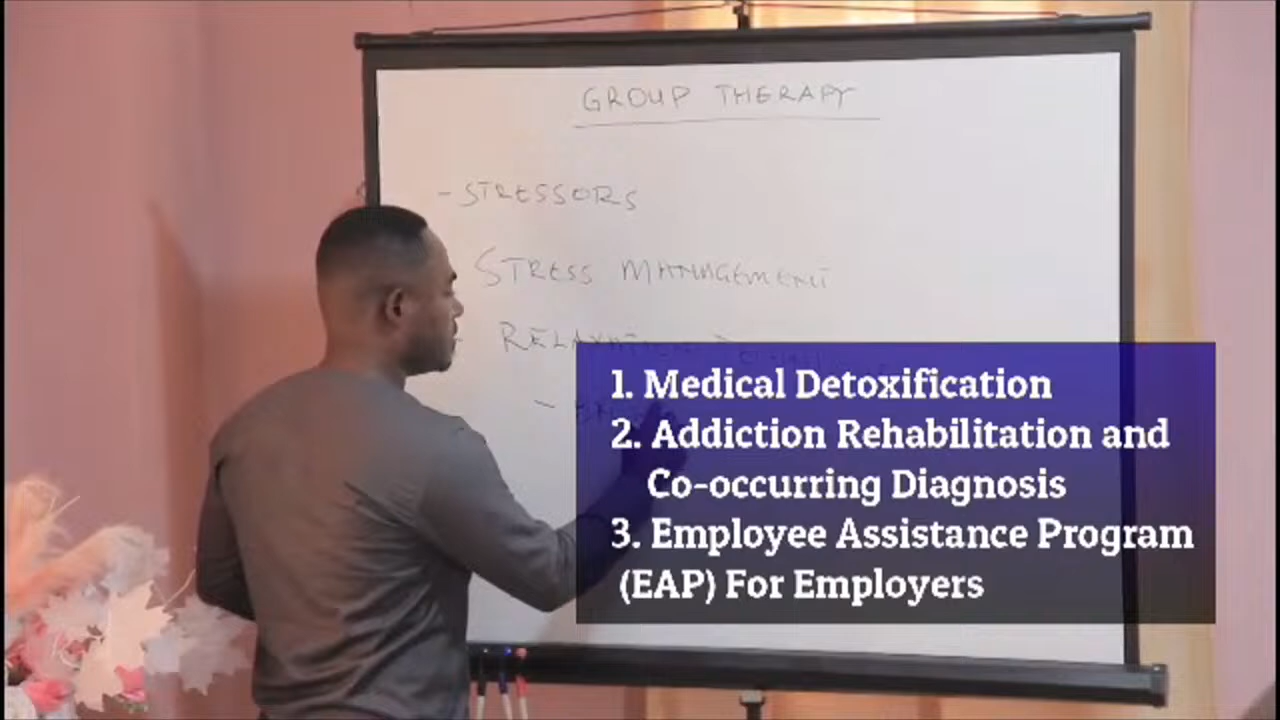 GROUP THERAPY
- STRESSORS
STRESS MANAGEMENT
RELAXATION
1. Medical Detoxification
2. Addiction Rehabilitation and
Co-occurring Diagnosis
3. Employee Assistance Program
(EAP) For Employers